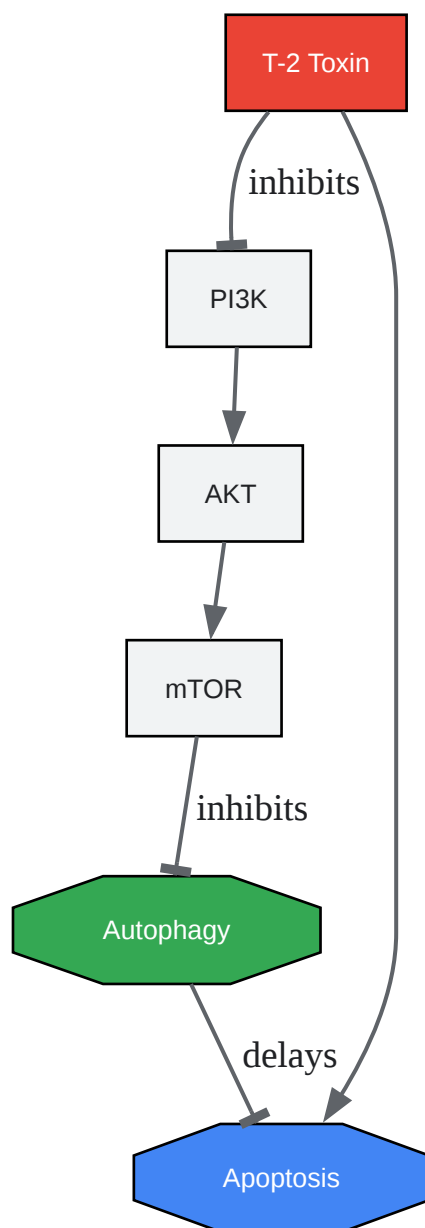 T-2 Toxin
inhibits
PI3K
AKT
mTOR
inhibits
Autophagy
delays
Apoptosis